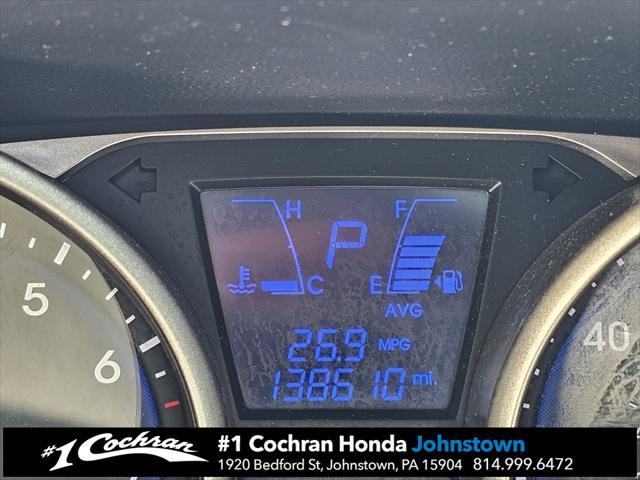 H
P
F
C
E
AVG
5
26.9 MPG
40
6
138610 mi.
#1 Cochran
#1 Cochran Honda Johnstown
1920 Bedford St, Johnstown, PA 15904 814.999.6472